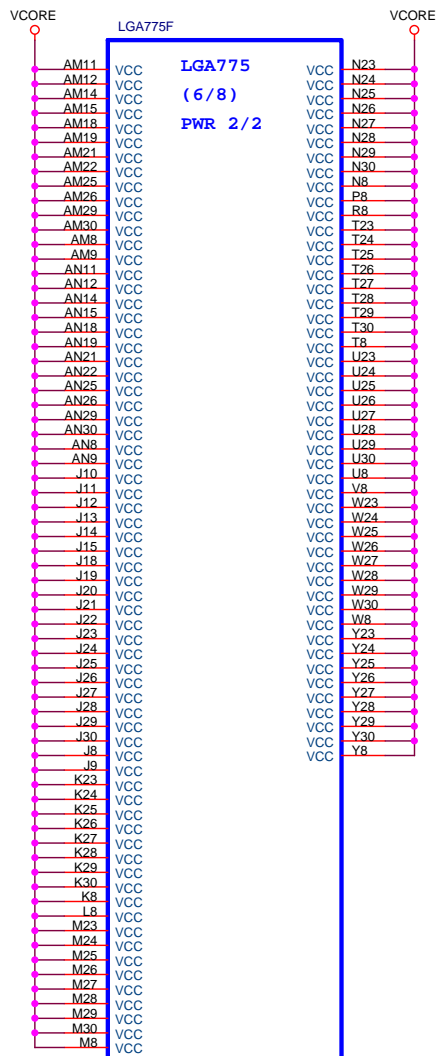 VCORE
VCORE
LGA775F
LGA775
(6/8)
PWR 2/2
AM11 VCC VCC N23
AM12 VCC VCC N24
AM14 VCC VCC N25
AM15 VCC VCC N26
AM18 VCC VCC N27
AM19 VCC VCC N28
AM21 VCC VCC N29
AM22 VCC VCC N30
AM25 VCC VCC N8
AM26 VCC VCC P8
AM29 VCC VCC R8
AM30 VCC VCC T23
AM8 VCC VCC T24
AM9 VCC VCC T25
AN11 VCC VCC T26
AN12 VCC VCC T27
AN14 VCC VCC T28
AN15 VCC VCC T29
AN18 VCC VCC T30
AN19 VCC VCC T8
AN21 VCC VCC U23
AN22 VCC VCC U24
AN25 VCC VCC U25
AN26 VCC VCC U26
AN29 VCC VCC U27
AN30 VCC VCC U28
AN8 VCC VCC U29
AN9 VCC VCC U30
J10 VCC VCC U8
J11 VCC VCC V8
J12 VCC VCC W23
J13 VCC VCC W24
J14 VCC VCC W25
J15 VCC VCC W26
J18 VCC VCC W27
J19 VCC VCC W28
J20 VCC VCC W29
J21 VCC VCC W30
J22 VCC VCC W8
J23 VCC VCC Y23
J24 VCC VCC Y24
J25 VCC VCC Y25
J26 VCC VCC Y26
J27 VCC VCC Y27
J28 VCC VCC Y28
J29 VCC VCC Y29
J30 VCC VCC Y30
J8 VCC VCC Y8
J9 VCC
K23 VCC
K24 VCC
K25 VCC
K26 VCC
K27 VCC
K28 VCC
K29 VCC
K30 VCC
K8 VCC
L8 VCC
M23 VCC
M24 VCC
M25 VCC
M26 VCC
M27 VCC
M28 VCC
M29 VCC
M30 VCC
M8 VCC